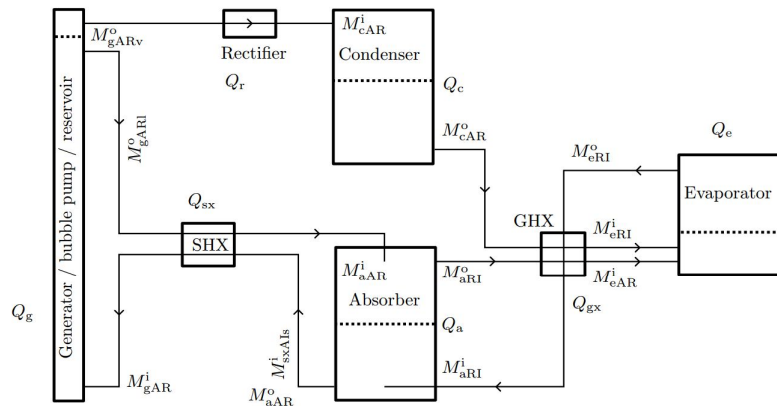 M^o_gARv
Rectifier
Q_r
M^i_cAR
Condenser
Q_c
M^o_cAR
Q_e
M^o_eRI
Evaporator
M^o_gARl
Q_sx
SHX
GHX
M^i_eRI
M^i_eAR
Q_gx
M^i_aAR
Absorber
M^o_aRI
Q_a
M^i_aRI
M^i_sxAIs
M^o_aAR
Q_g
Generator / bubble pump / reservoir
M^i_gAR